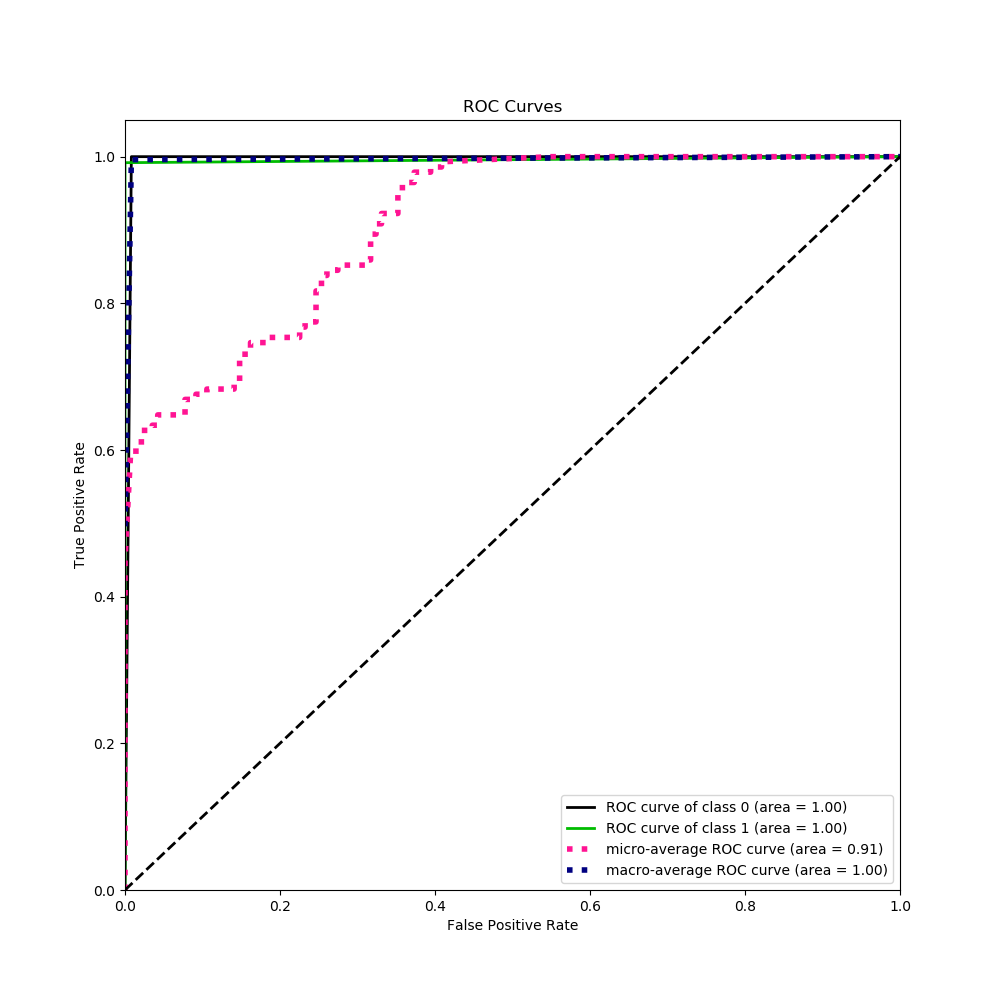 ROC Curves
True Positive Rate
1.0
0.8
0.6
0.4
0.2
0.0
0.0 0.2 0.4 0.6 0.8 1.0
False Positive Rate
ROC curve of class 0 (area = 1.00)
ROC curve of class 1 (area = 1.00)
micro-average ROC curve (area = 0.91)
macro-average ROC curve (area = 1.00)